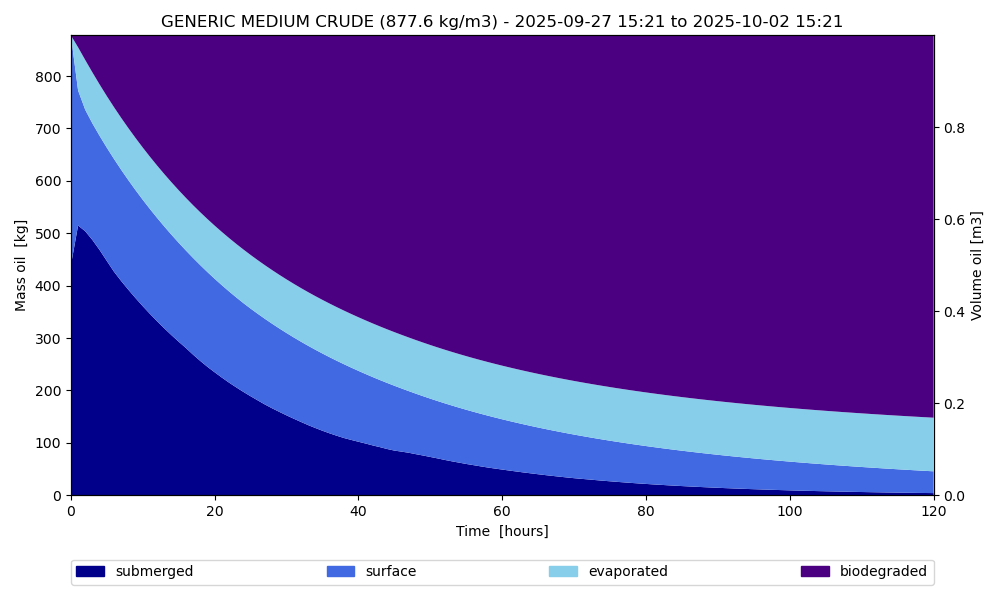 GENERIC MEDIUM CRUDE (877.6 kg/m3) - 2025-09-27 15:21 to 2025-10-02 15:21
Mass oil [kg]
800
700
600
500
400
300
200
100
0
0.8
0.6
0.4
0.2
0.0
Volume oil [m3]
0 20 40 60 80 100 120
Time [hours]
submerged surface evaporated biodegraded